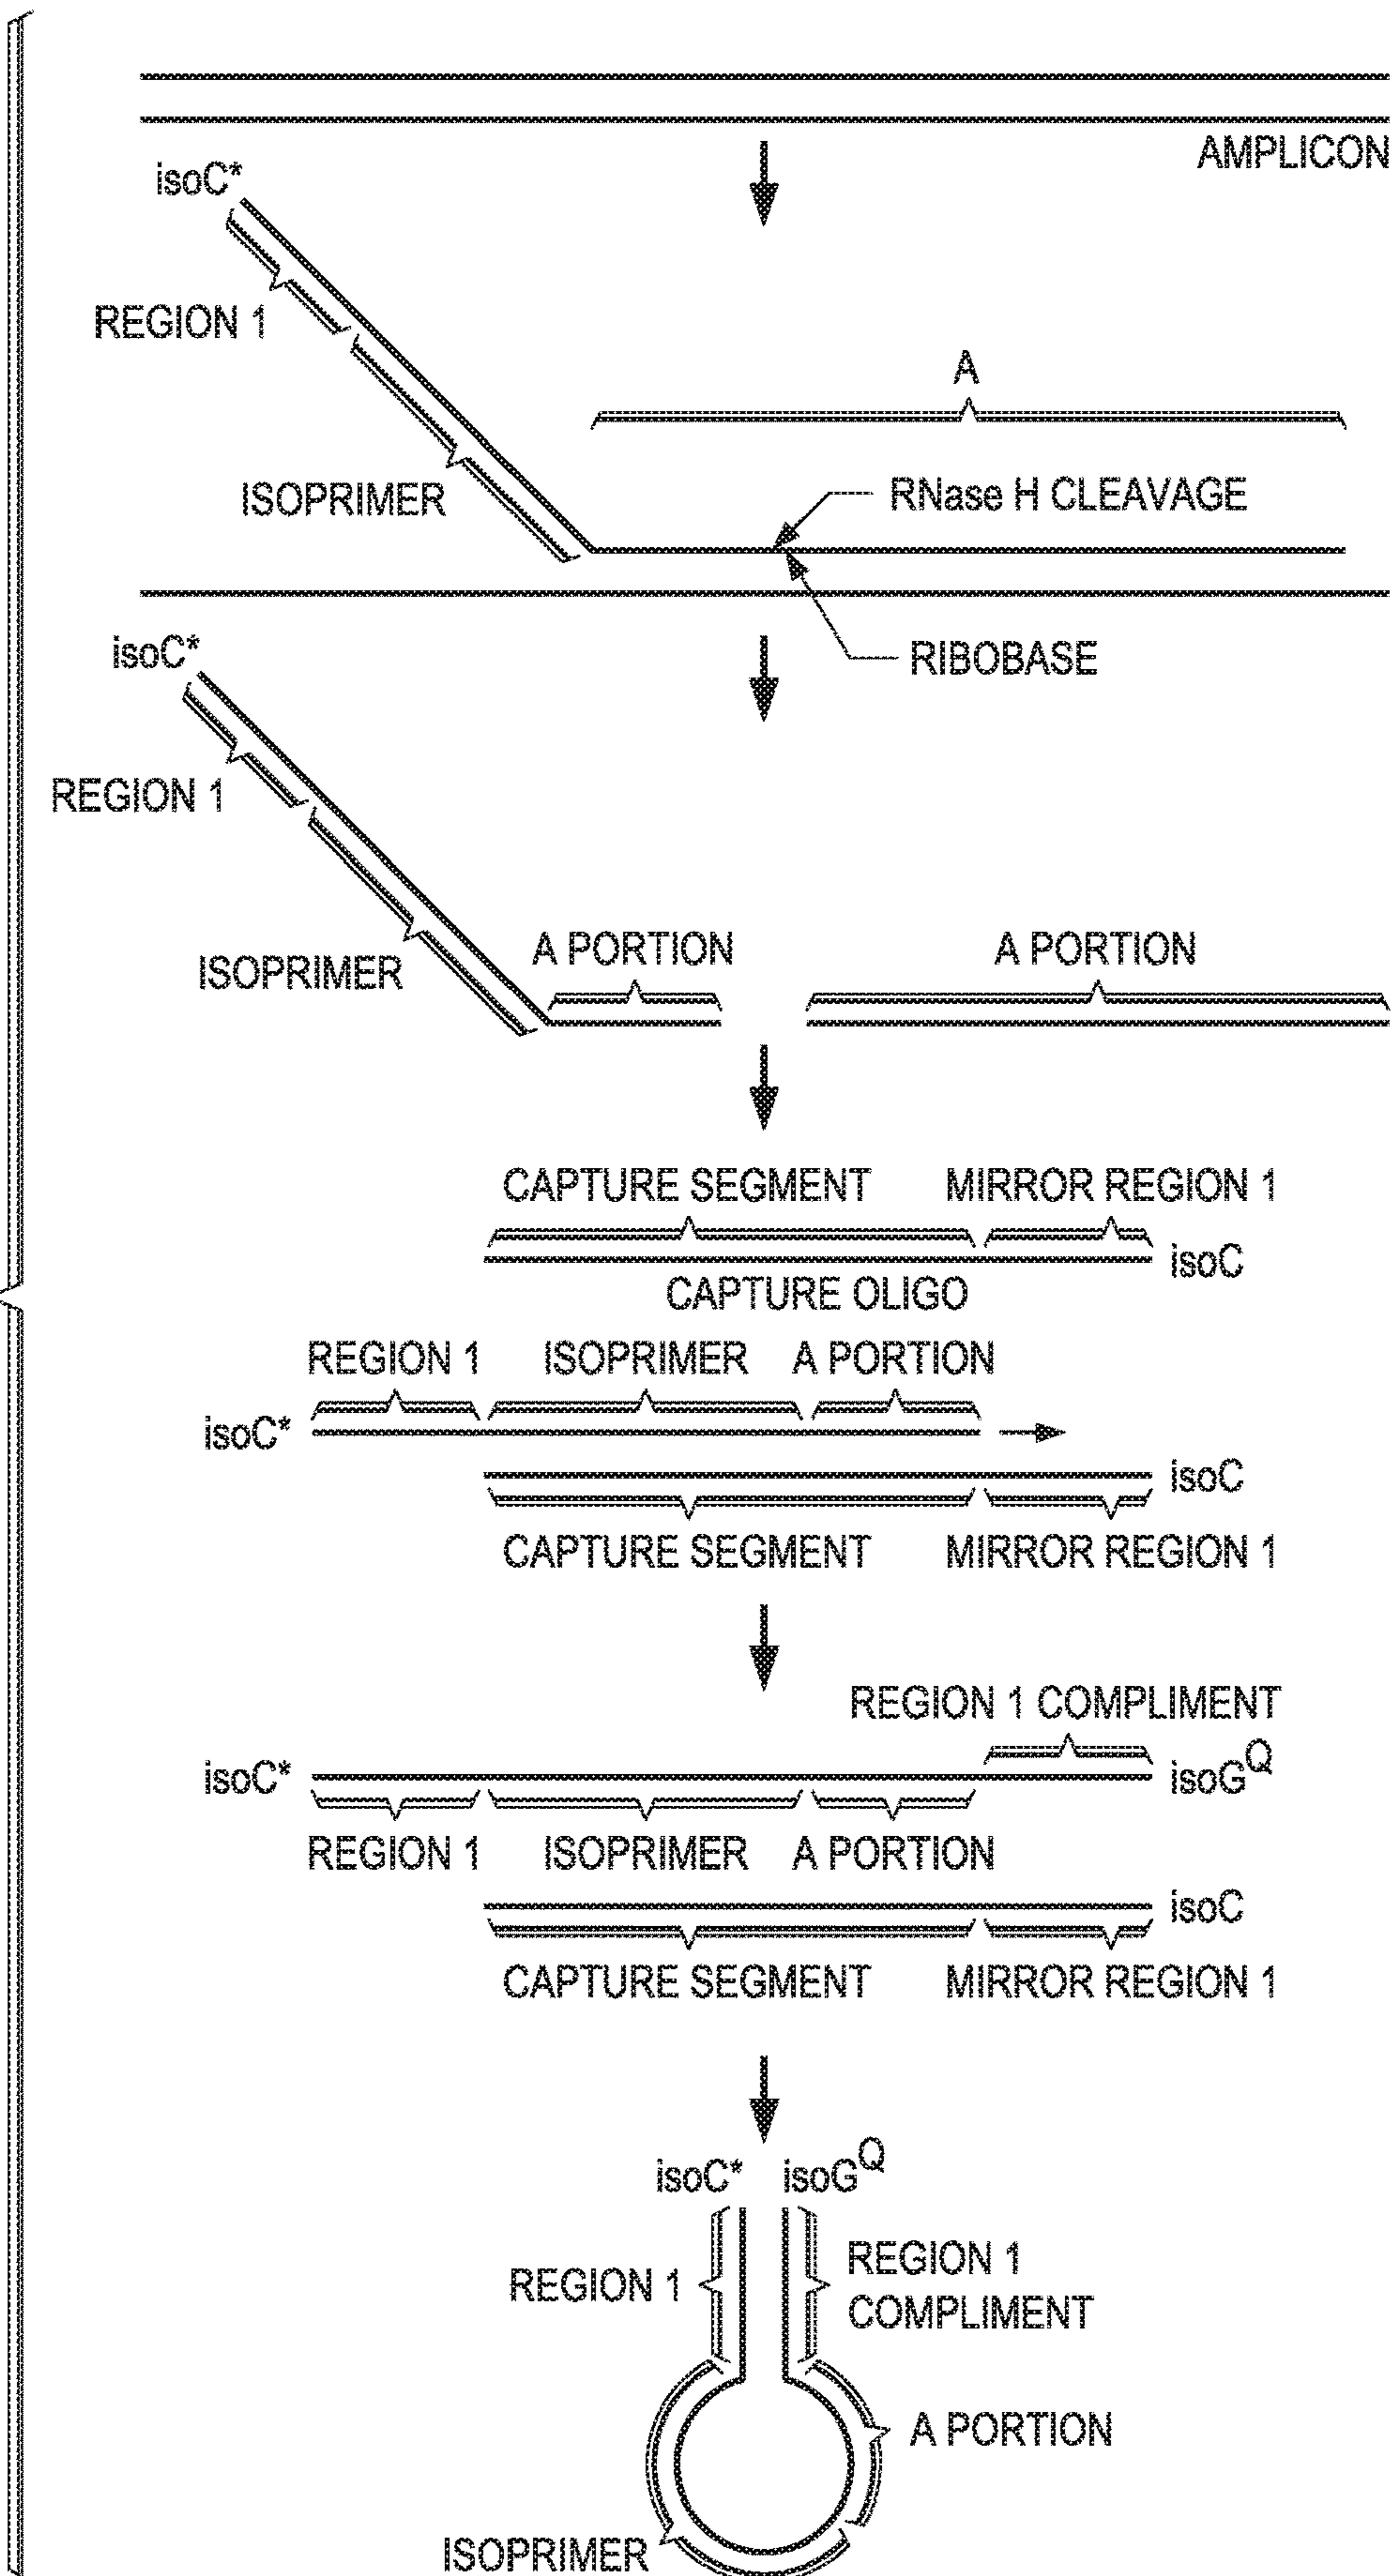 AMPLICON
isoC*
REGION 1
A
ISOPRIMER
RNase H CLEAVAGE
RIBOBASE
isoC*
REGION 1
ISOPRIMER
A PORTION
A PORTION
CAPTURE SEGMENT
MIRROR REGION 1
isoC
CAPTURE OLIGO
REGION 1
ISOPRIMER
A PORTION
isoC*
isoC
CAPTURE SEGMENT
MIRROR REGION 1
REGION 1 COMPLIMENT
isoC*
isoG^Q
REGION 1
ISOPRIMER
A PORTION
isoC
CAPTURE SEGMENT
MIRROR REGION 1
isoC*
isoG^Q
REGION 1
REGION 1
COMPLIMENT
A PORTION
ISOPRIMER